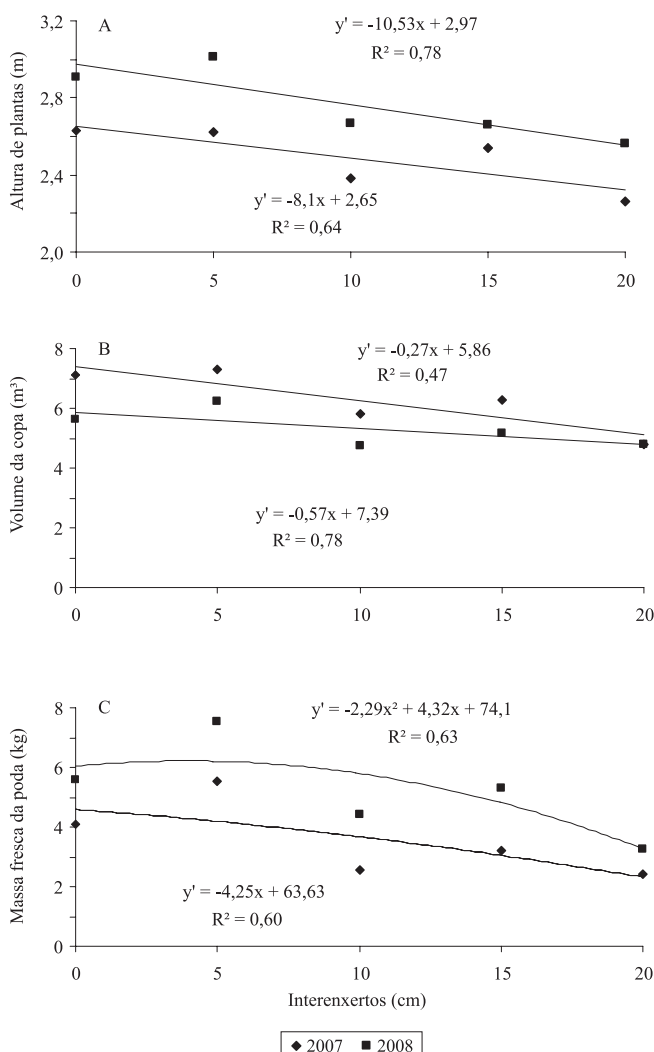 A
y' = -10,53x + 2,97
R² = 0,78
3,2
2,8
2,4
2,0
Altura de plantas (m)
y' = -8,1x + 2,65
R² = 0,64
0 5 10 15 20
B
y' = -0,27x + 5,86
R² = 0,47
8
6
4
2
0
Volume da copa (m³)
y' = -0,57x + 7,39
R² = 0,78
0 5 10 15 20
C
y' = -2,29x² + 4,32x + 74,1
R² = 0,63
8
6
4
2
0
Massa fresca da poda (kg)
y' = -4,25x + 63,63
R² = 0,60
0 5 10 15 20
Interenxertos (cm)
◆ 2007 ■ 2008